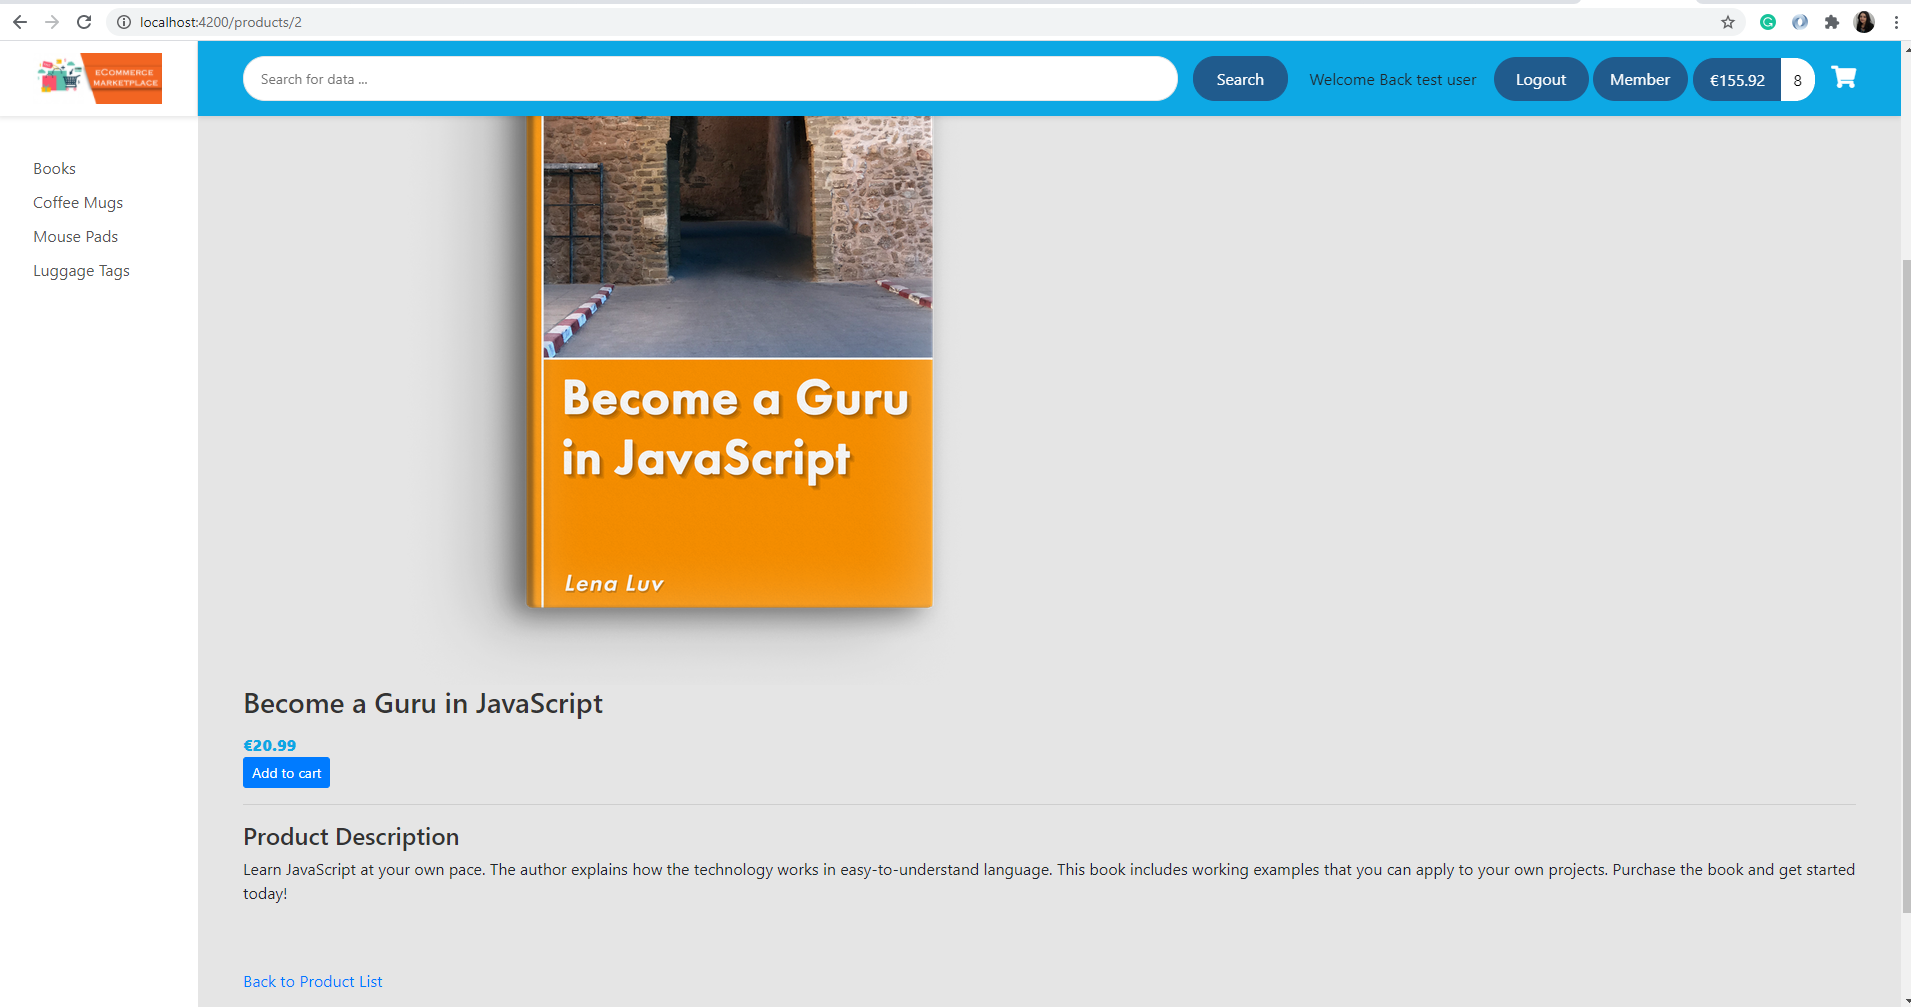 localhost:4200/products/2
eCOMMERCE
MARKETPLACE
Search for data ...
Search
Welcome Back test user
Logout
Member
€155.92
8
Books
Coffee Mugs
Mouse Pads
Luggage Tags
Become a Guru
in JavaScript
Lena Luv
Become a Guru in JavaScript
€20.99
Add to cart
Product Description
Learn JavaScript at your own pace. The author explains how the technology works in easy-to-understand language. This book includes working examples that you can apply to your own projects. Purchase the book and get started
today!
Back to Product List